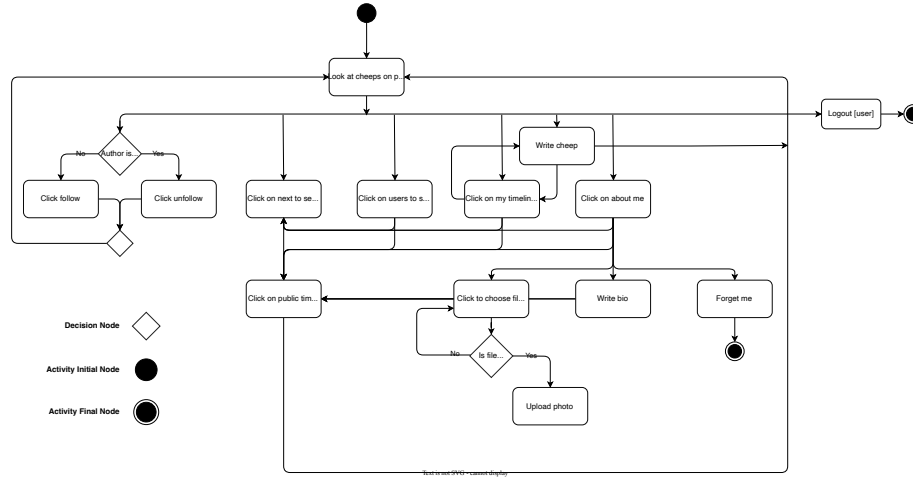 Look at cheeps on p...
Logout [user]
Write cheep
Author is...
No
Yes
Click follow
Click unfollow
Click on next to se...
Click on users to s...
Click on my timelin...
Click on about me
Click on public tim...
Click to choose fil...
Write bio
Forget me
Decision Node
Is file...
No
Yes
Activity Initial Node
Upload photo
Activity Final Node
Text is not SVG - cannot display